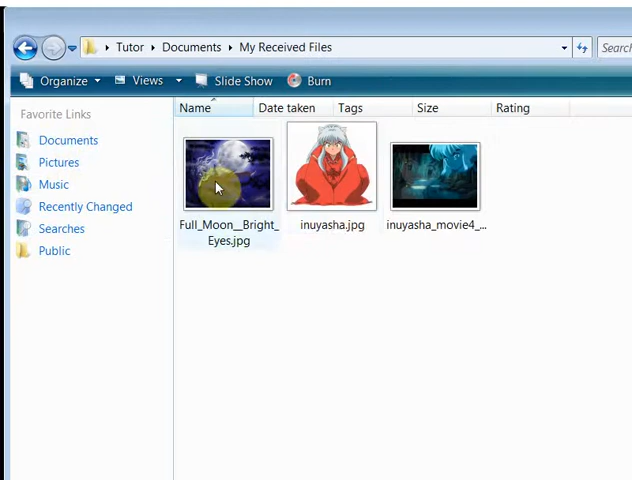 Tutor Documents My Received Files Search
Organize Views Slide Show Burn
Favorite Links
Documents
Pictures
Music
Recently Changed
Searches
Public
Name Date taken Tags Size Rating
Full_Moon__Bright_
Eyes.jpg
inuyasha.jpg
inuyasha_movie4_...